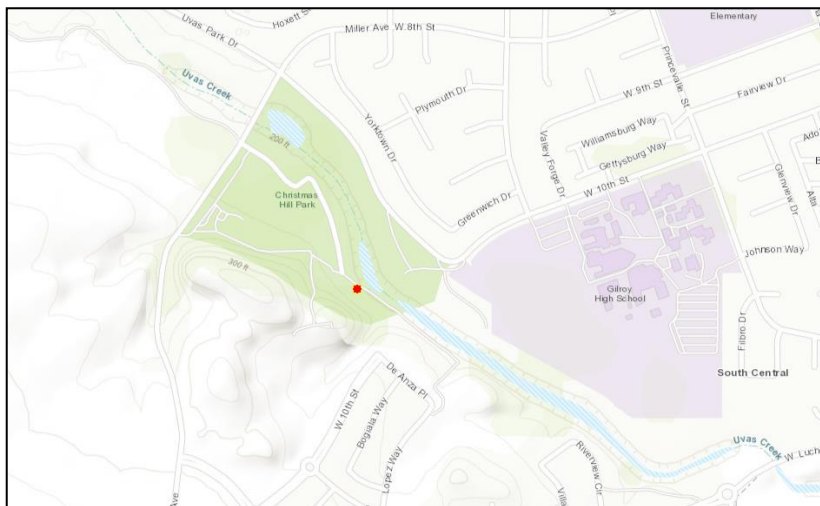 Hoxett S
Elementary
Miller Ave W 8th St
Uvas Park Dr
Princevalle St
Uvas Creek
W 9th St
Fairview Dr
Plymouth Dr
Yorktown Dr
Williamsburg Way
200 ft
Valley Forge Dr
Gettysburg Way
Ado
W 10th St
Glenview Dr
Alta
Christmas
Hill Park
Greenwich Dr
Johnson Way
300 ft
Gilroy
High School
Filbro Dr
South Central
De Anza Pl
W 10th St
Bogiala Way
Lopez Way
Riverview Cir
Uvas Creek
W Luch
Villa
Ave